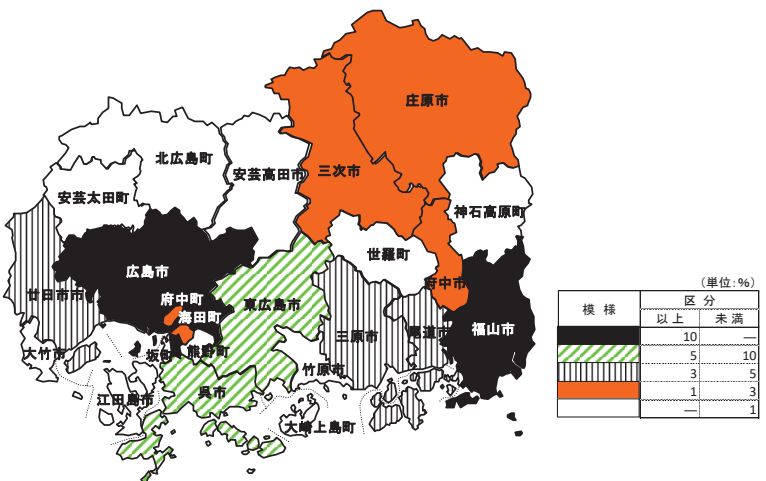 庄原市
北広島町
安芸高田市
三次市
安芸太田町
神石高原町
世羅町
広島市
廿日市市
府中市
府中町
東広島市
海田町
三原市
尾道市
福山市
大竹市
坂町
熊野町
竹原市
呉市
江田島市
大崎上島町
(単位:%)
模 様 区 分
以 上 未 満
10 ―
5 10
3 5
1 3
― 1